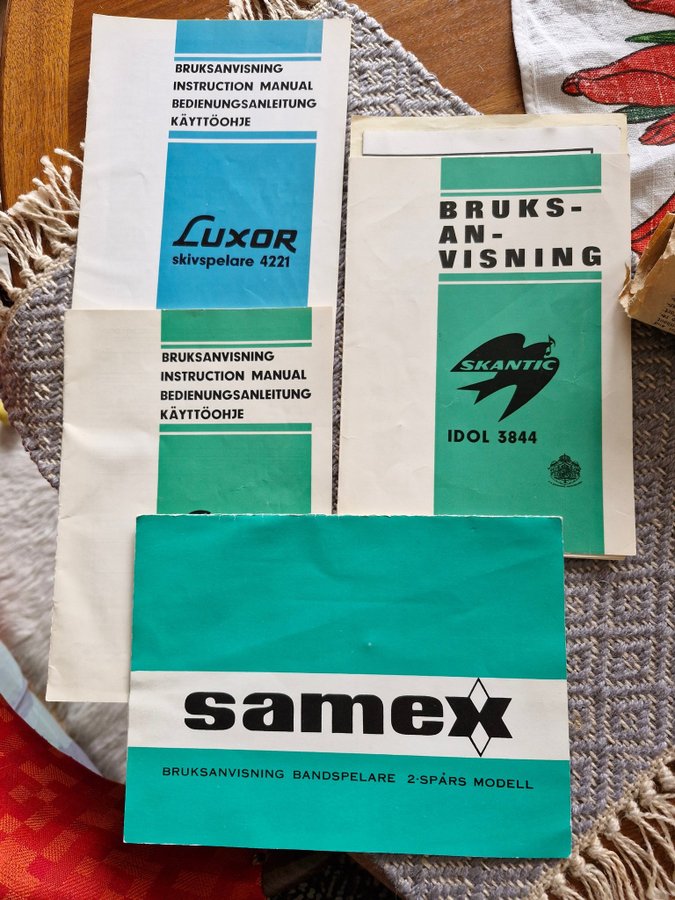 BRUKSANVISNING
INSTRUCTION MANUAL
BEDIENUNGSANLEITUNG
KÄYTTÖOHJE
LUXOR
skivspelare 4221
BRUKS-
AN-
VISNING
SKANTIC
IDOL 3844
BRUKSANVISNING
INSTRUCTION MANUAL
BEDIENUNGSANLEITUNG
KÄYTTÖOHJE
samex
BRUKSANVISNING BANDSPELARE 2-SPÅRS MODELL